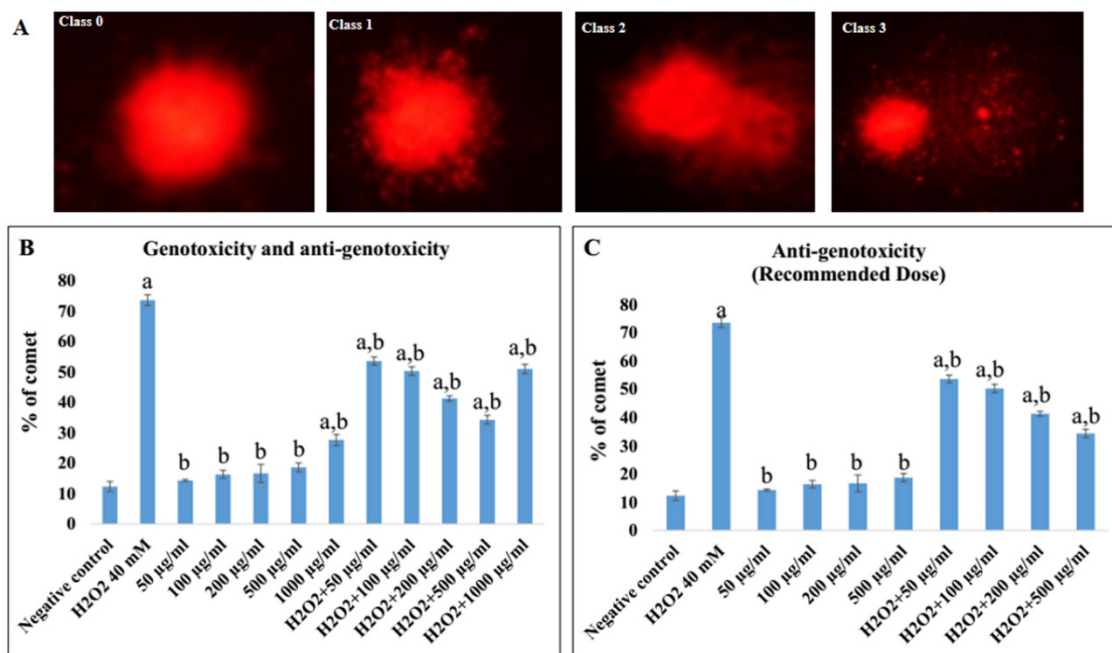 A
Class 0
Class 1
Class 2
Class 3
B
Genotoxicity and anti-genotoxicity
% of comet
80
70
60
50
40
30
20
10
0
a
b
b
b
b
a,b
a,b
a,b
a,b
a,b
a,b
Negative control
H2O2 40 mM
50 µg/ml
100 µg/ml
200 µg/ml
500 µg/ml
1000 µg/ml
H2O2+50 µg/ml
H2O2+100 µg/ml
H2O2+200 µg/ml
H2O2+500 µg/ml
H2O2+1000 µg/ml
C
Anti-genotoxicity
(Recommended Dose)
% of comet
80
70
60
50
40
30
20
10
0
a
b
b
b
b
a,b
a,b
a,b
a,b
Negative control
H2O2 40 mM
50 µg/ml
100 µg/ml
200 µg/ml
500 µg/ml
H2O2+50 µg/ml
H2O2+100 µg/ml
H2O2+200 µg/ml
H2O2+500 µg/ml